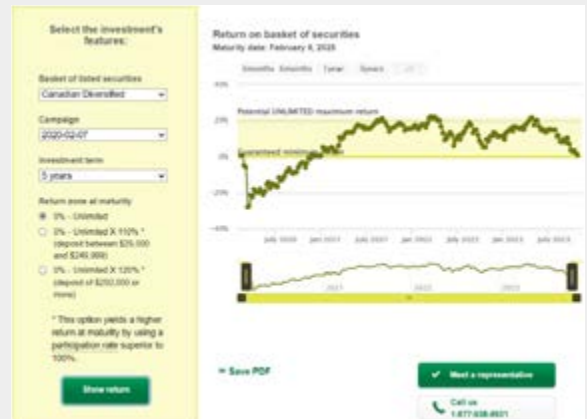 Select the investment's
features:
Basket of listed securities
Canadian Diversified
Campaign
2020-02-07
Investment term
5 years
Return zone at maturity
0% - Unlimited
0% - Unlimited X 110% *
(deposit between $25,000
and $249,999)
0% - Unlimited X 120% *
(deposit of $250,000 or
more)
* This option yields a higher
return at maturity by using a
participation rate superior to
100%.
Show return
Return on basket of securities
Maturity date: February 6, 2025
3months 6months 1year 3years
40%
Potential UNLIMITED maximum return
20%
Guaranteed minimum
0%
-20%
-40%
July 2020 Jan 2021 July 2021 Jan 2022 July 2022 Jan 2023 July 2023
2021 2022 2023
Save PDF
Meet a representative
Call us